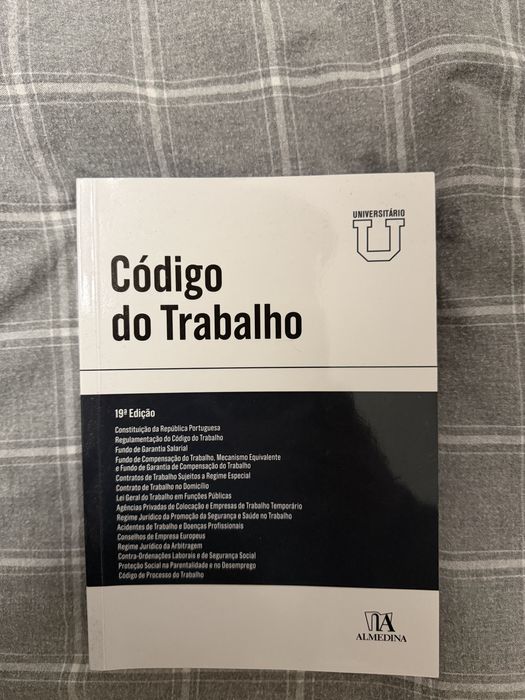 UNIVERSITÁRIO
U
Código
do Trabalho
19ª Edição
Constituição da República Portuguesa
Regulamentação do Código do Trabalho
Fundo de Garantia Salarial
Fundo de Compensação do Trabalho, Mecanismo Equivalente
e Fundo de Garantia de Compensação do Trabalho
Contratos de Trabalho Sujeitos a Regime Especial
Contrato de Trabalho no Domicílio
Lei Geral do Trabalho em Funções Públicas
Agências Privadas de Colocação e Empresas de Trabalho Temporário
Regime Jurídico da Promoção da Segurança e Saúde no Trabalho
Acidentes de Trabalho e Doenças Profissionais
Conselhos de Empresa Europeus
Regime Jurídico da Arbitragem
Contra-Ordenações Laborais e de Segurança Social
Proteção Social na Parentalidade e no Desemprego
Código de Processo do Trabalho
ALMEDINA